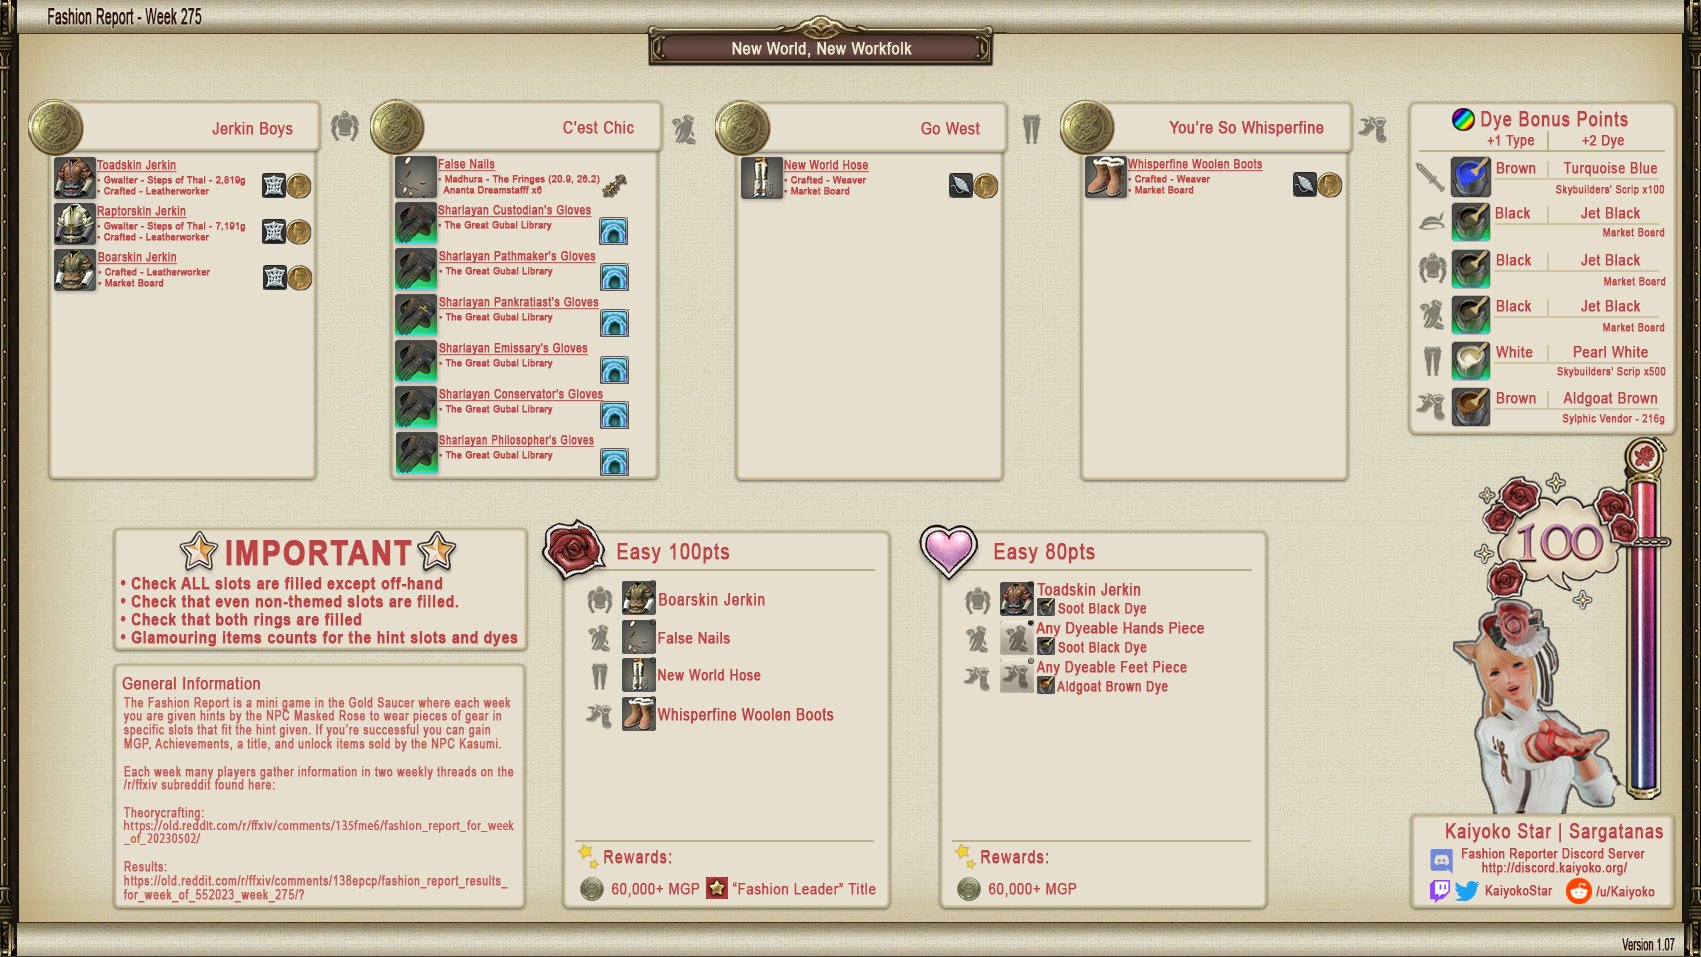 Fashion Report - Week 275
New World, New Workfolk
Jerkin Boys
Toadskin Jerkin
• Gwalter - Steps of Thal - 2,819g
• Crafted - Leatherworker
Raptorskin Jerkin
• Gwalter - Steps of Thal - 7,191g
• Crafted - Leatherworker
Boarskin Jerkin
• Crafted - Leatherworker
• Market Board
C'est Chic
False Nails
• Madhura - The Fringes (20.9, 26.2)
Ananta Dreamstafff x6
Sharlayan Custodian's Gloves
• The Great Gubal Library
Sharlayan Pathmaker's Gloves
• The Great Gubal Library
Sharlayan Pankratiast's Gloves
• The Great Gubal Library
Sharlayan Emissary's Gloves
• The Great Gubal Library
Sharlayan Conservator's Gloves
• The Great Gubal Library
Sharlayan Philosopher's Gloves
• The Great Gubal Library
Go West
New World Hose
• Crafted - Weaver
• Market Board
You're So Whisperfine
Whisperfine Woolen Boots
• Crafted - Weaver
• Market Board
Dye Bonus Points
+1 Type +2 Dye
Brown Turquoise Blue
Skybuilders' Scrip x100
Black Jet Black
Market Board
Black Jet Black
Market Board
Black Jet Black
Market Board
White Pearl White
Skybuilders' Scrip x500
Brown Aldgoat Brown
Sylphic Vendor - 216g
IMPORTANT
• Check ALL slots are filled except off-hand
• Check that even non-themed slots are filled.
• Check that both rings are filled
• Glamouring items counts for the hint slots and dyes
General Information
The Fashion Report is a mini game in the Gold Saucer where each week
you are given hints by the NPC Masked Rose to wear pieces of gear in
specific slots that fit the hint given. If you're successful you can gain
MGP, Achievements, a title, and unlock items sold by the NPC Kasumi.
Each week many players gather information in two weekly threads on the
/r/ffxiv subreddit found here:
Theorycrafting:
https://old.reddit.com/r/ffxiv/comments/135fme6/fashion_report_for_week
_of_20230502/
Results:
https://old.reddit.com/r/ffxiv/comments/138epcp/fashion_report_results_
for_week_of_552023_week_275/?
Easy 100pts
Boarskin Jerkin
False Nails
New World Hose
Whisperfine Woolen Boots
Rewards:
60,000+ MGP "Fashion Leader" Title
Easy 80pts
Toadskin Jerkin
Soot Black Dye
Any Dyeable Hands Piece
Soot Black Dye
Any Dyeable Feet Piece
Aldgoat Brown Dye
Rewards:
60,000+ MGP
100
Kaiyoko Star | Sargatanas
Fashion Reporter Discord Server
http://discord.kaiyoko.org/
KaiyokoStar /u/Kaiyoko
Version 1.07